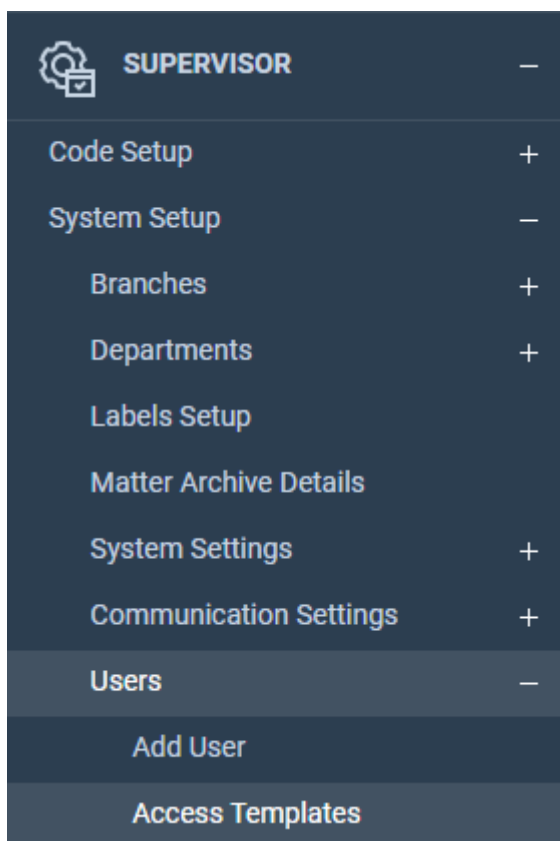 SUPERVISOR –
Code Setup +
System Setup –
Branches +
Departments +
Labels Setup
Matter Archive Details
System Settings +
Communication Settings +
Users –
Add User
Access Templates